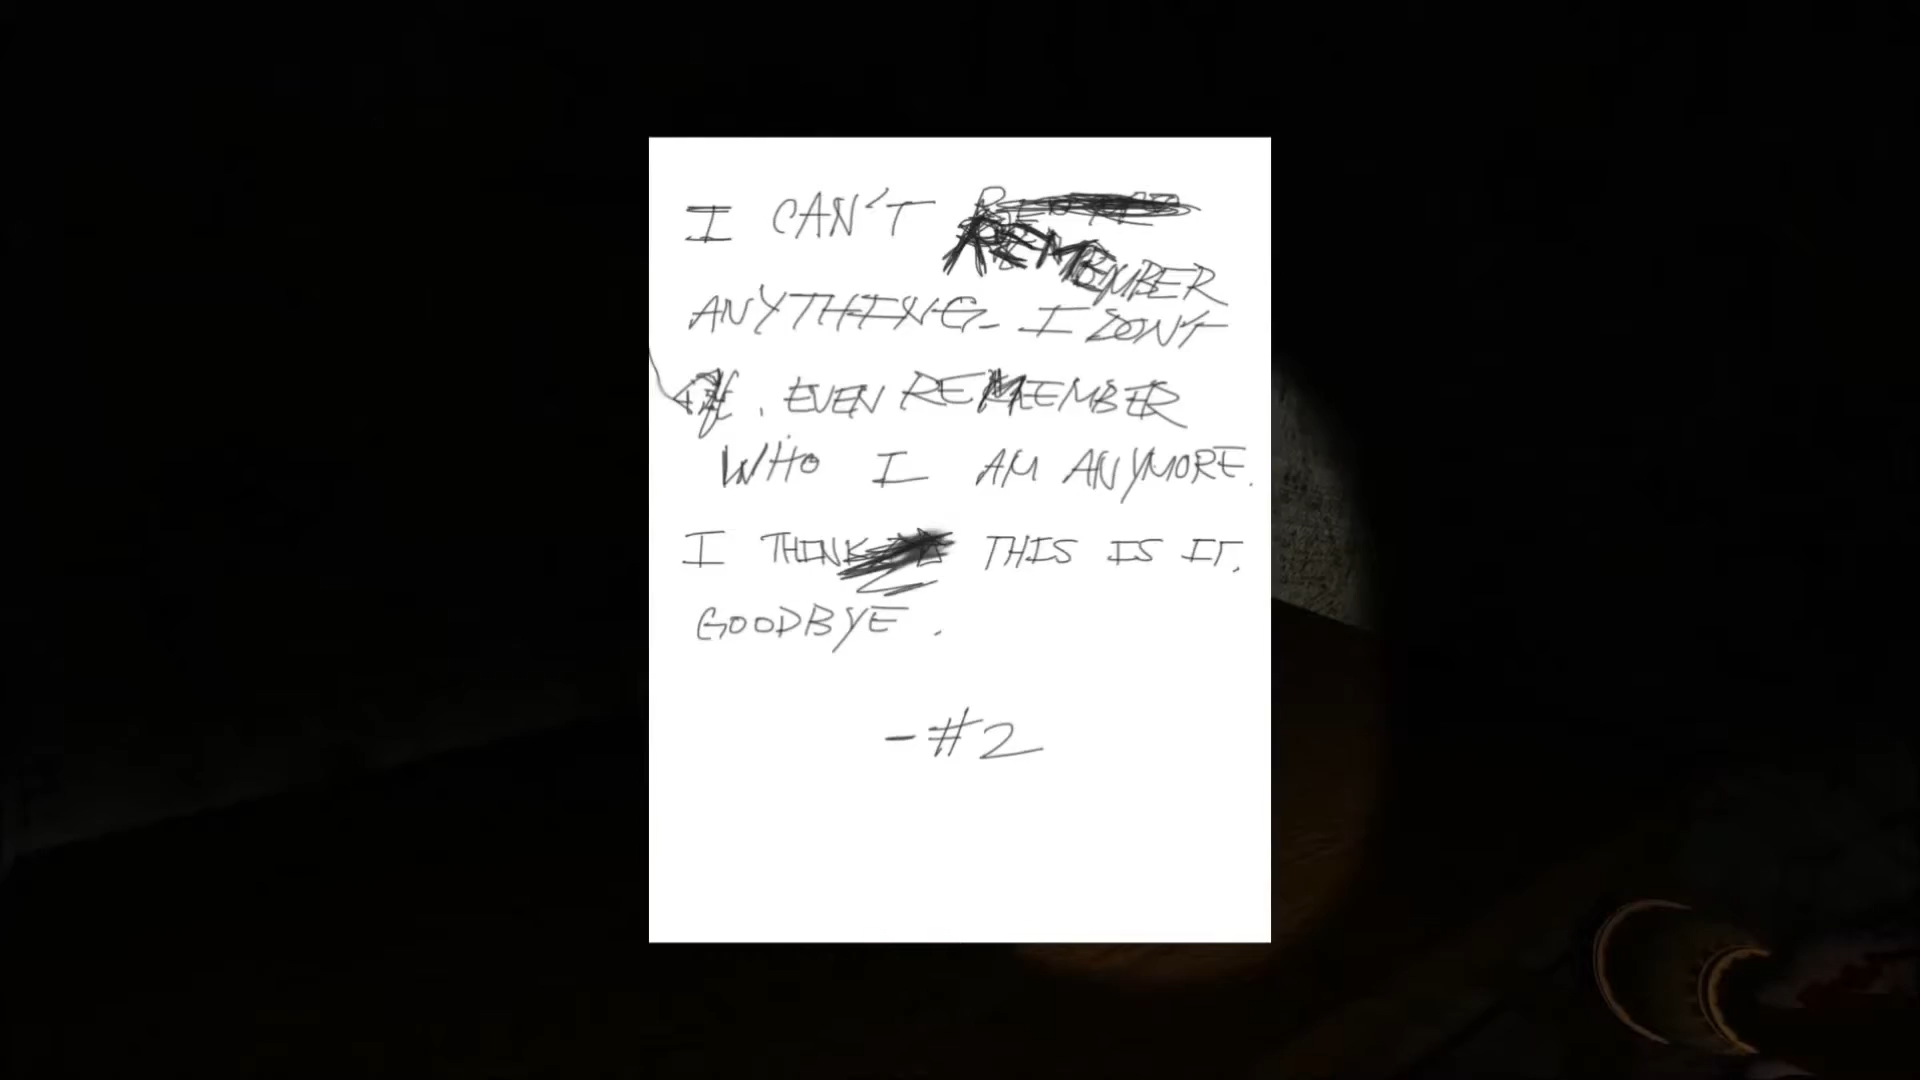 I CAN'T
REMEMBER
ANYTHING. I DON'T
EVEN REMEMBER
WHO I AM ANYMORE.
I THINK THIS IS IT.
GOODBYE.
-#2